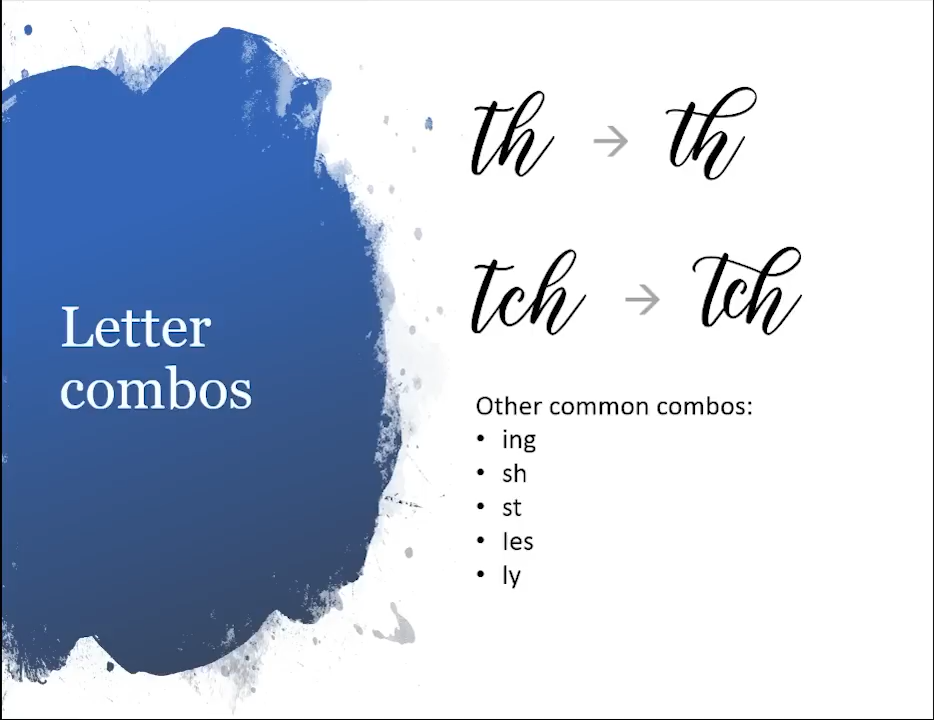 Letter
combos
th → th
tch → tch
Other common combos:
• ing
• sh
• st
• les
• ly